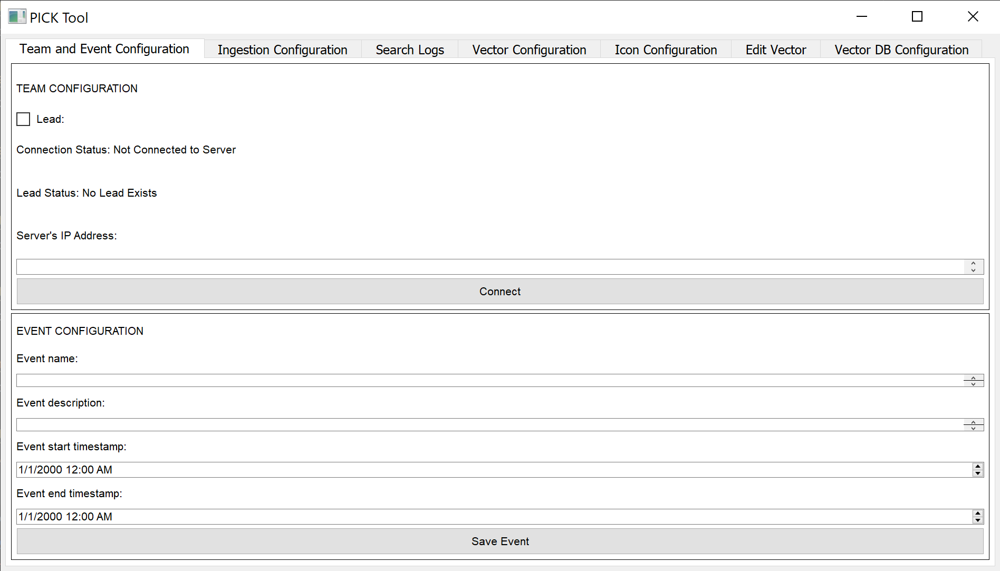 PICK Tool
Team and Event Configuration Ingestion Configuration Search Logs Vector Configuration Icon Configuration Edit Vector Vector DB Configuration
TEAM CONFIGURATION
Lead:
Connection Status: Not Connected to Server
Lead Status: No Lead Exists
Server's IP Address:
Connect
EVENT CONFIGURATION
Event name:
Event description:
Event start timestamp:
1/1/2000 12:00 AM
Event end timestamp:
1/1/2000 12:00 AM
Save Event